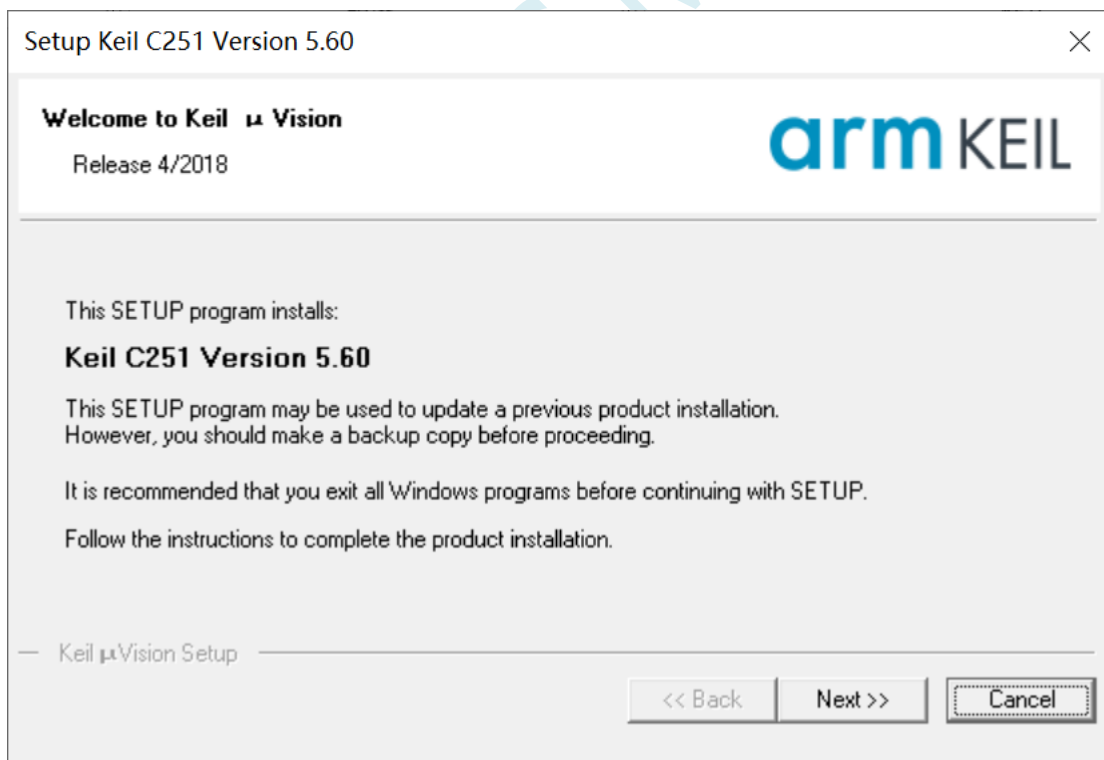 Setup Keil C251 Version 5.60
Welcome to Keil μ Vision
Release 4/2018
arm KEIL
This SETUP program installs:
Keil C251 Version 5.60
This SETUP program may be used to update a previous product installation.
However, you should make a backup copy before proceeding.
It is recommended that you exit all Windows programs before continuing with SETUP.
Follow the instructions to complete the product installation.
Keil μVision Setup
<< Back
Next >>
Cancel